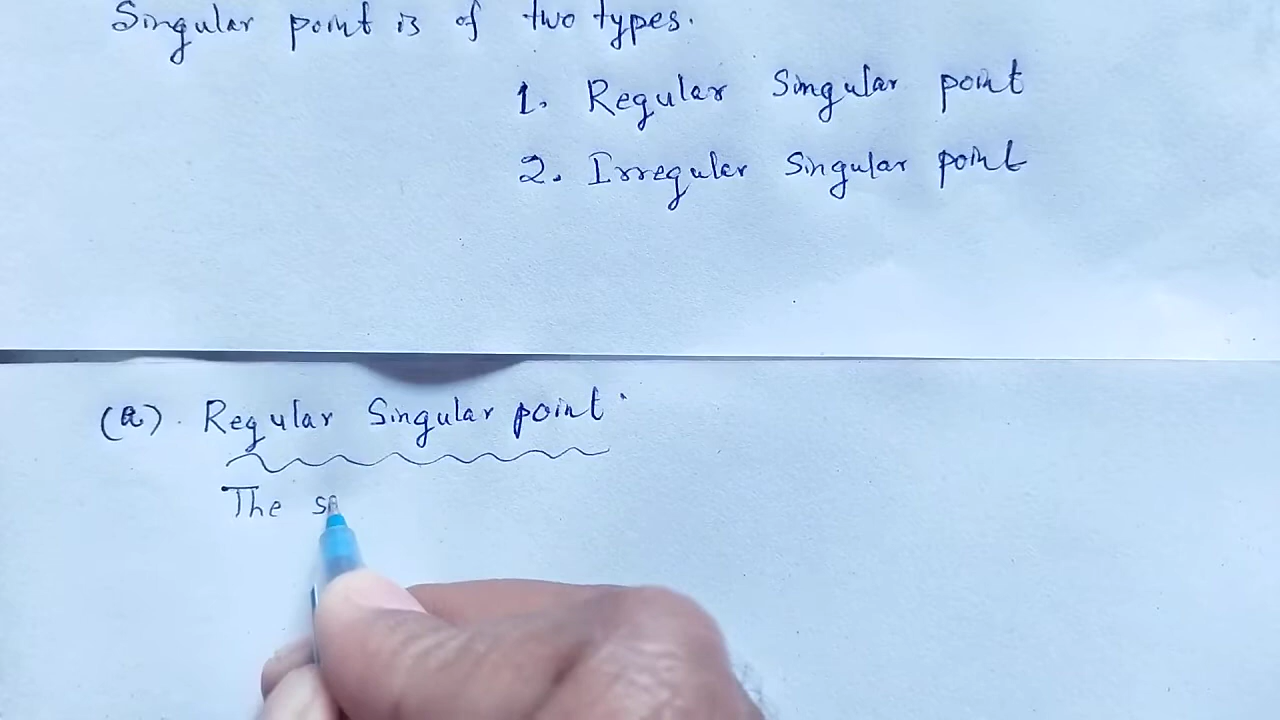 Singular point is of two types.
1. Regular Singular point
2. Irregular Singular point
(a). Regular Singular point.
The